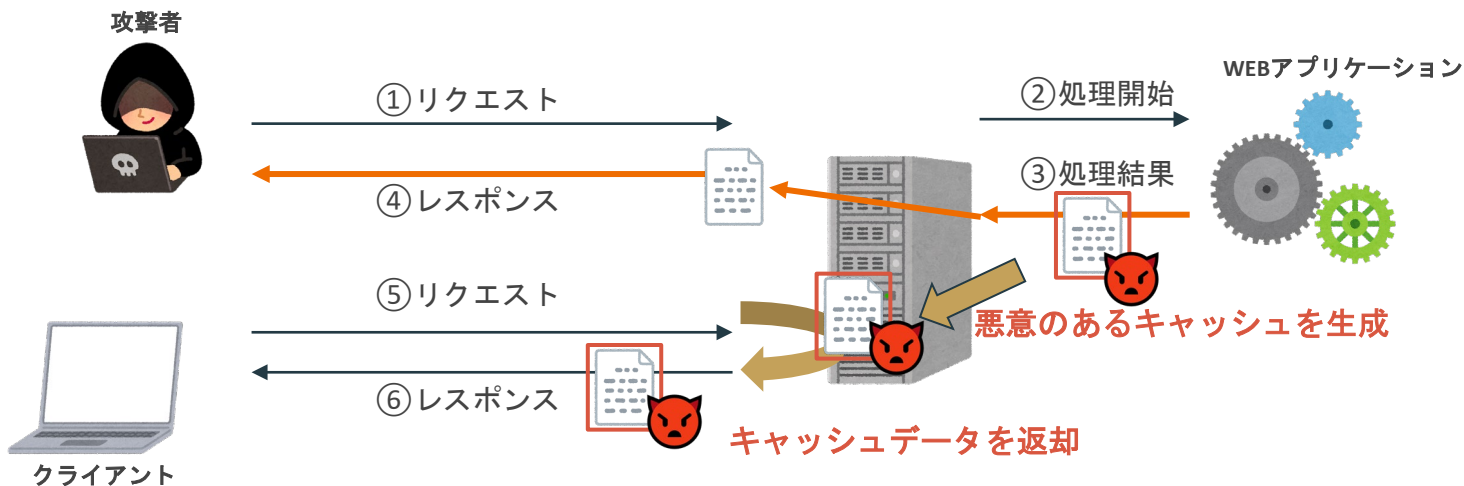 攻撃者
WEBアプリケーション
①リクエスト
②処理開始
③処理結果
④レスポンス
⑤リクエスト
悪意のあるキャッシュを生成
⑥レスポンス
キャッシュデータを返却
クライアント